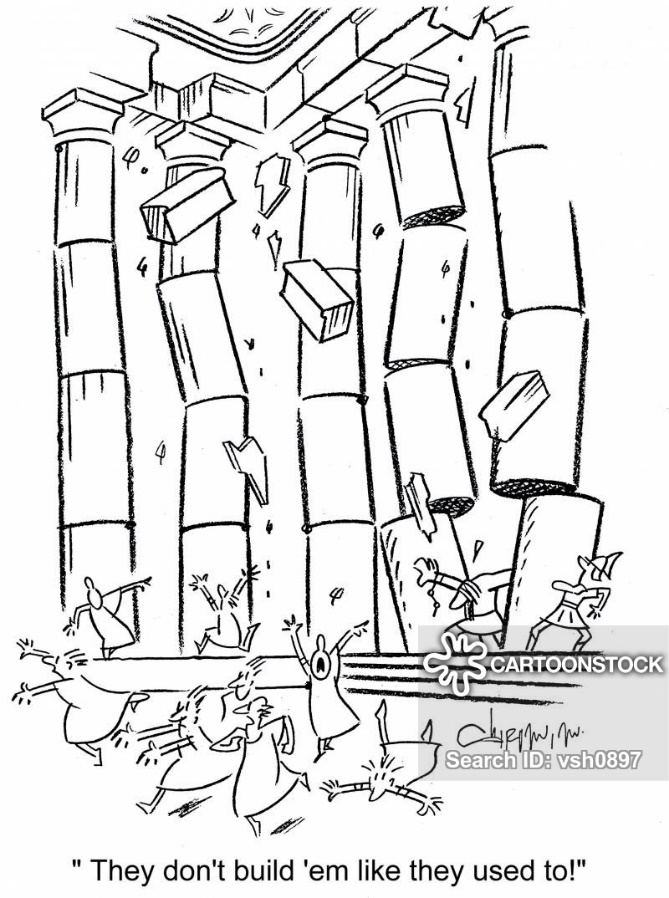 CARTOONSTOCK
Search ID: vsh0897
" They don't build 'em like they used to!"